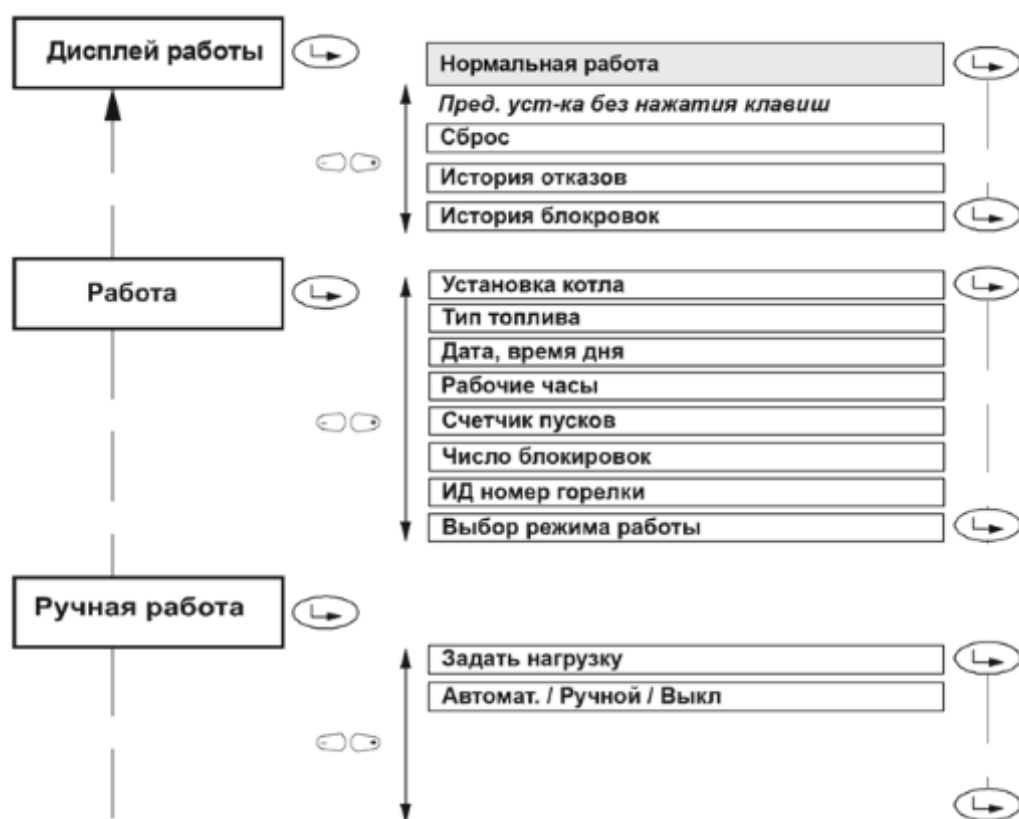 Дисплей работы
Нормальная работа
Пред. уст-ка без нажатия клавиш
Сброс
История отказов
История блокровок
Работа
Установка котла
Тип топлива
Дата, время дня
Рабочие часы
Счетчик пусков
Число блокировок
ИД номер горелки
Выбор режима работы
Ручная работа
Задать нагрузку
Автомат. / Ручной / Выкл